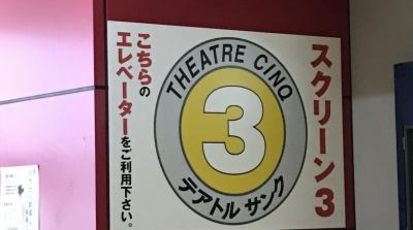 スクリーン3
THEATRE CINQ
3
テアトル サンク
こちらの
エレベーターをご利用下さい。